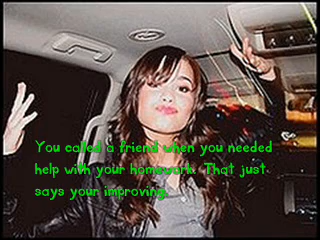 You called a friend when you needed
help with your homework. That just
says your improving.